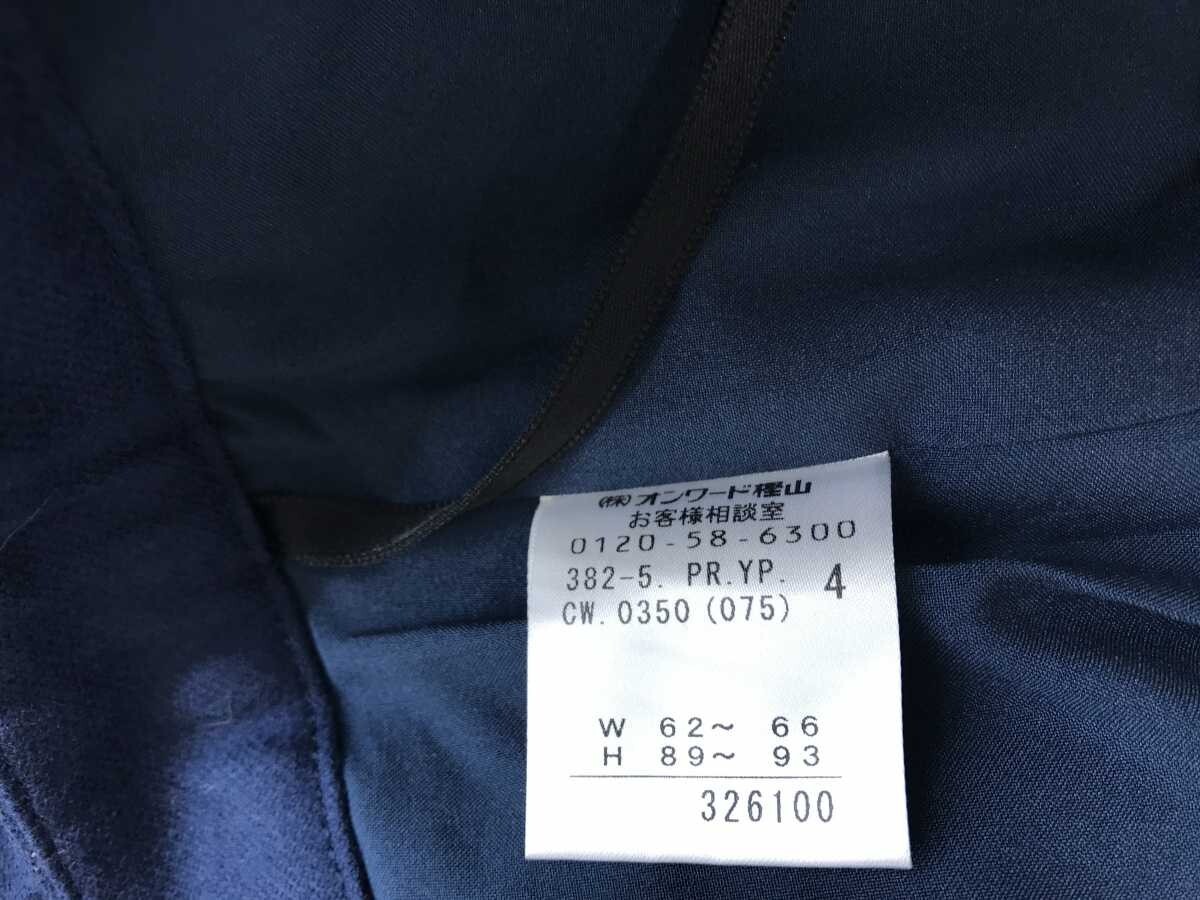 ㈱オンワード樫山
お客様相談室
0120-58-6300
382-5. PR.YP. 4
CW.0350(075)
W 62~ 66
H 89~ 93
326100